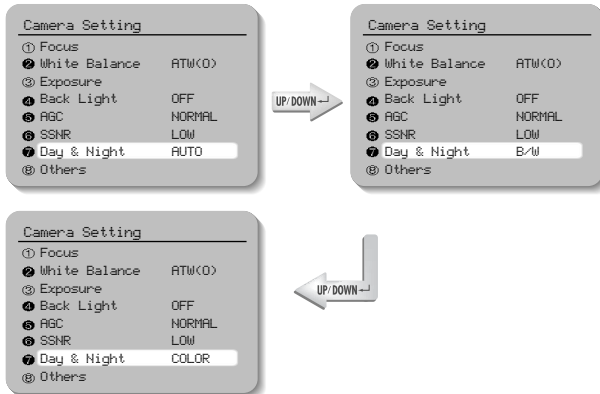 Camera Setting
① Focus
❷ White Balance ATW(O)
③ Exposure
❹ Back Light OFF
❺ AGC NORMAL
❻ SSNR LOW
❼ Day & Night AUTO
⑧ Others
UP/DOWN↵
Camera Setting
① Focus
❷ White Balance ATW(O)
③ Exposure
❹ Back Light OFF
❺ AGC NORMAL
❻ SSNR LOW
❼ Day & Night B/W
⑧ Others
UP/DOWN↵
Camera Setting
① Focus
❷ White Balance ATW(O)
③ Exposure
❹ Back Light OFF
❺ AGC NORMAL
❻ SSNR LOW
❼ Day & Night COLOR
⑧ Others